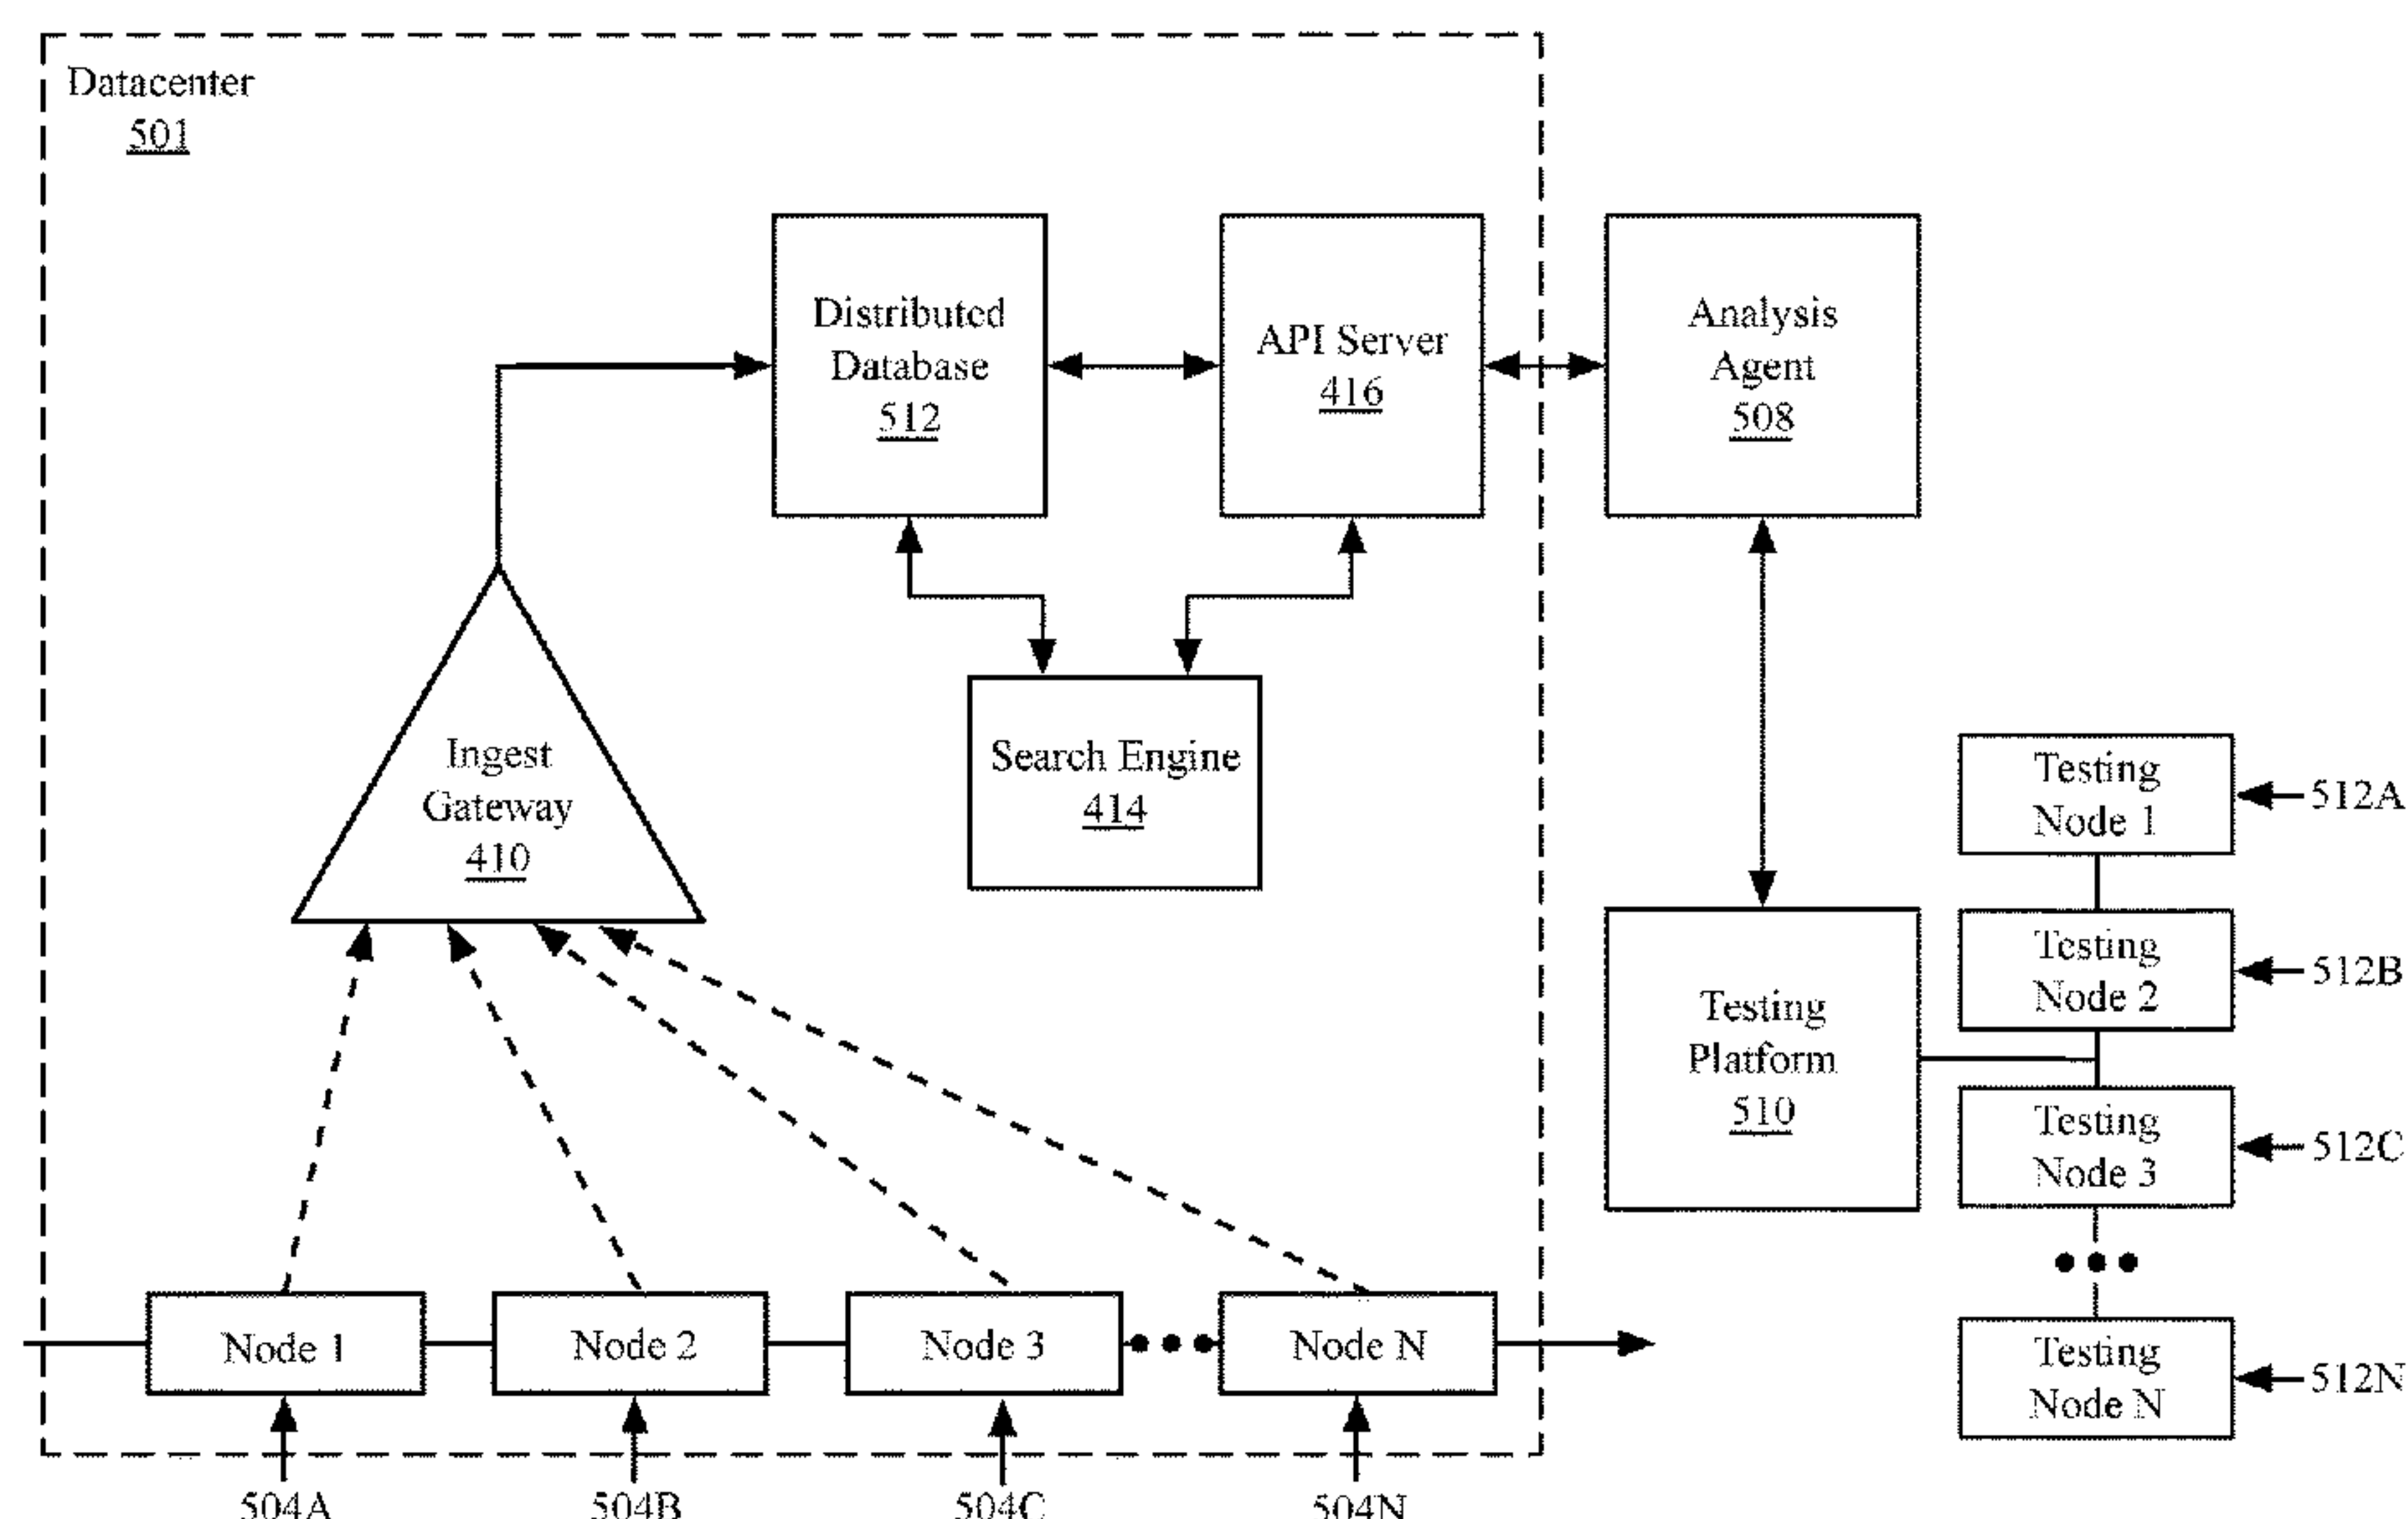 Datacenter
501
Distributed
Database
512
API Server
416
Analysis
Agent
508
Ingest
Gateway
410
Search Engine
414
Testing
Node 1
512A
Testing
Node 2
512B
Testing
Platform
510
Testing
Node 3
512C
Testing
Node N
512N
Node 1
Node 2
Node 3
Node N
504A
504B
504C
504N